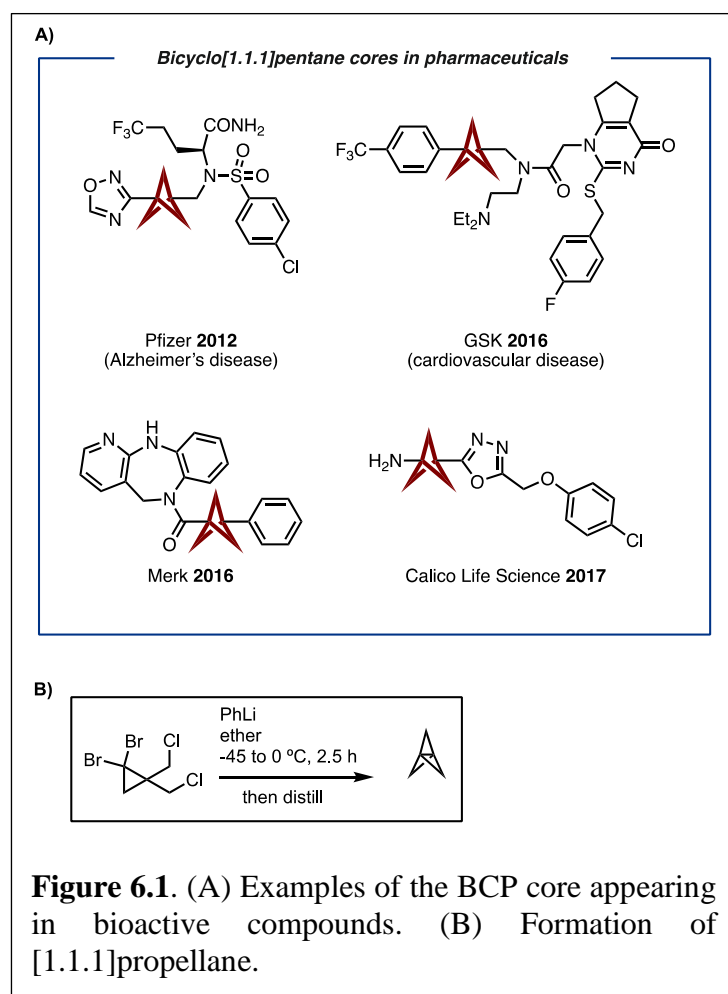 A)
Bicyclo[1.1.1]pentane cores in pharmaceuticals
F3C
CONH2
O
N
N
N
S
O
O
Cl
Pfizer 2012
(Alzheimer's disease)
F3C
N
O
N
N
O
S
Et2N
F
GSK 2016
(cardiovascular disease)
N
H
N
N
O
Merk 2016
H2N
N
N
O
O
Cl
Calico Life Science 2017
B)
Br
Br
Cl
Cl
PhLi
ether
-45 to 0 ºC, 2.5 h
then distill
Figure 6.1. (A) Examples of the BCP core appearing
in bioactive compounds. (B) Formation of
[1.1.1]propellane.